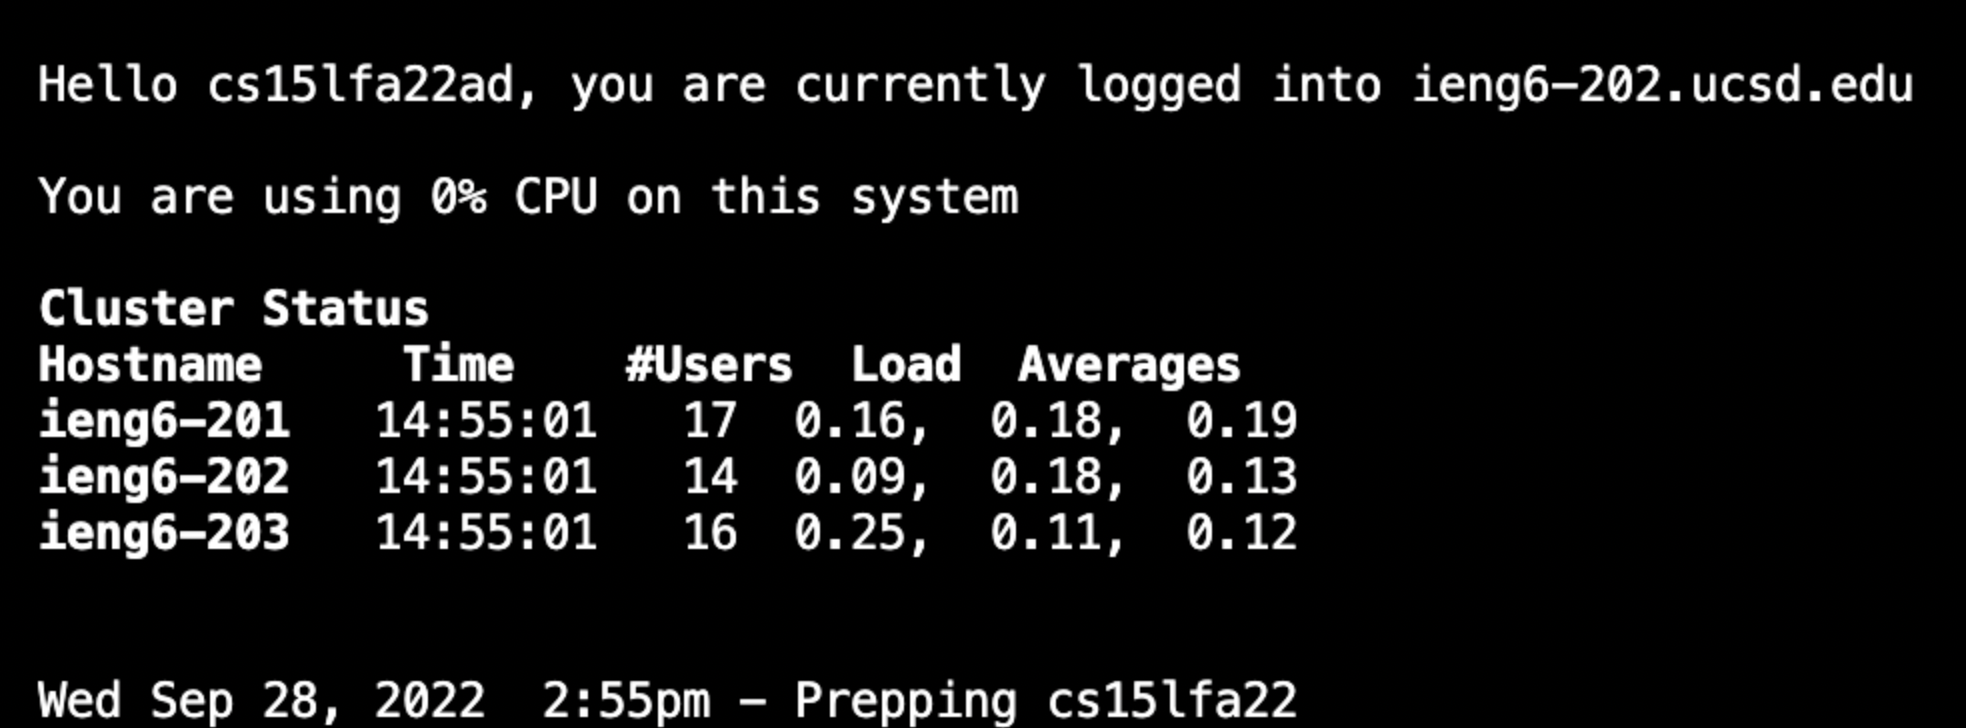 Hello cs15lfa22ad, you are currently logged into ieng6-202.ucsd.edu
You are using 0% CPU on this system
Cluster Status
Hostname     Time    #Users  Load  Averages
ieng6-201   14:55:01   17  0.16,  0.18,  0.19
ieng6-202   14:55:01   14  0.09,  0.18,  0.13
ieng6-203   14:55:01   16  0.25,  0.11,  0.12
Wed Sep 28, 2022  2:55pm - Prepping cs15lfa22